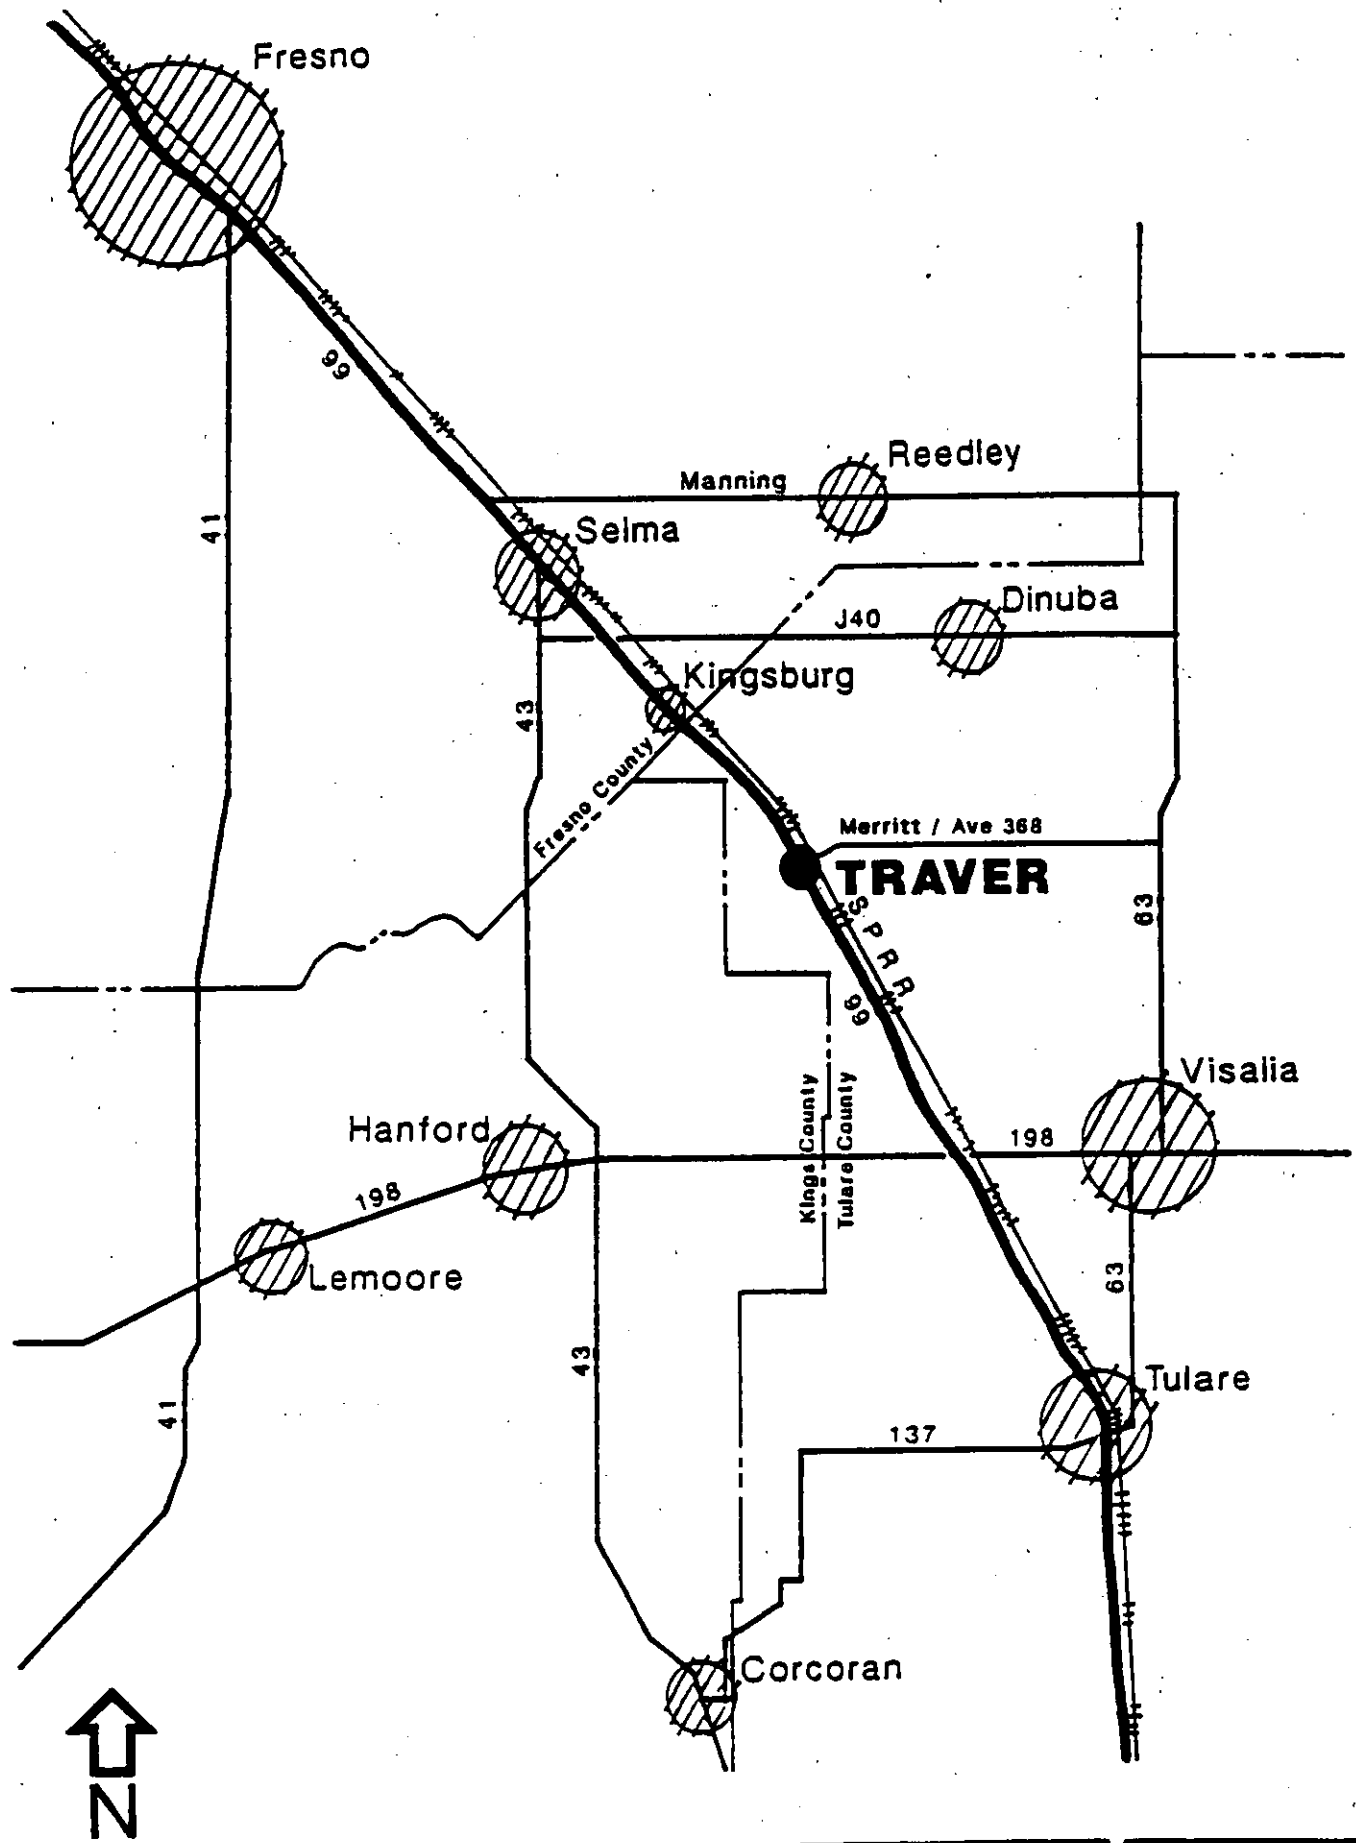 Fresno
99
Reedley
Manning
41
Selma
Dinuba
J40
Kingsburg
43
Fresno County
Merritt / Ave 368
TRAVER
SPRR
63
99
Visalia
Kings County
Tulare County
Hanford
198
198
Lemoore
63
43
Tulare
41
137
Corcoran
N